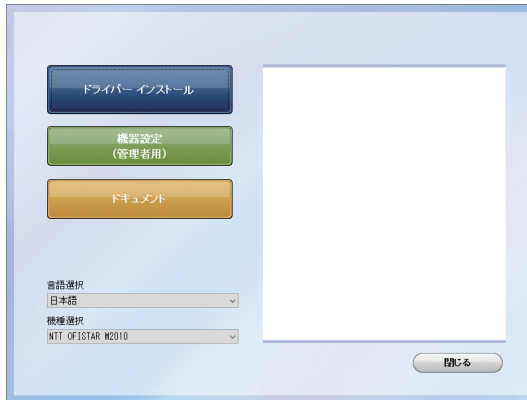 ドライバー インストール
機器設定
(管理者用)
ドキュメント
言語選択
日本語
機種選択
NTT OFISTAR M2010
閉じる